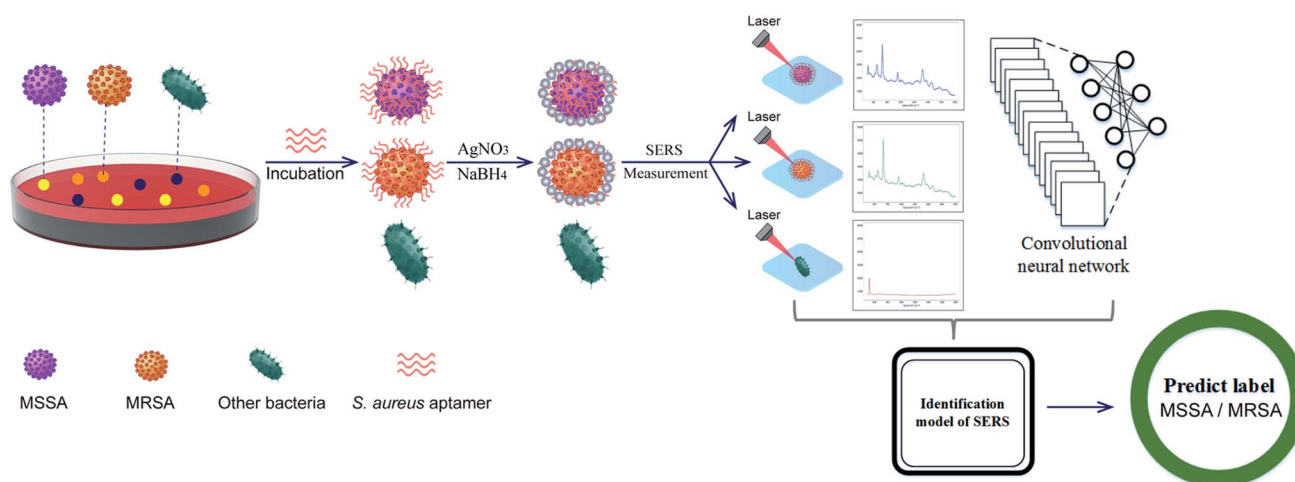 Incubation
AgNO₃
NaBH₄
SERS
Measurement
Laser
Laser
Laser
Convolutional
neural network
MSSA
MRSA
Other bacteria
S. aureus aptamer
Identification
model of SERS
Predict label
MSSA / MRSA